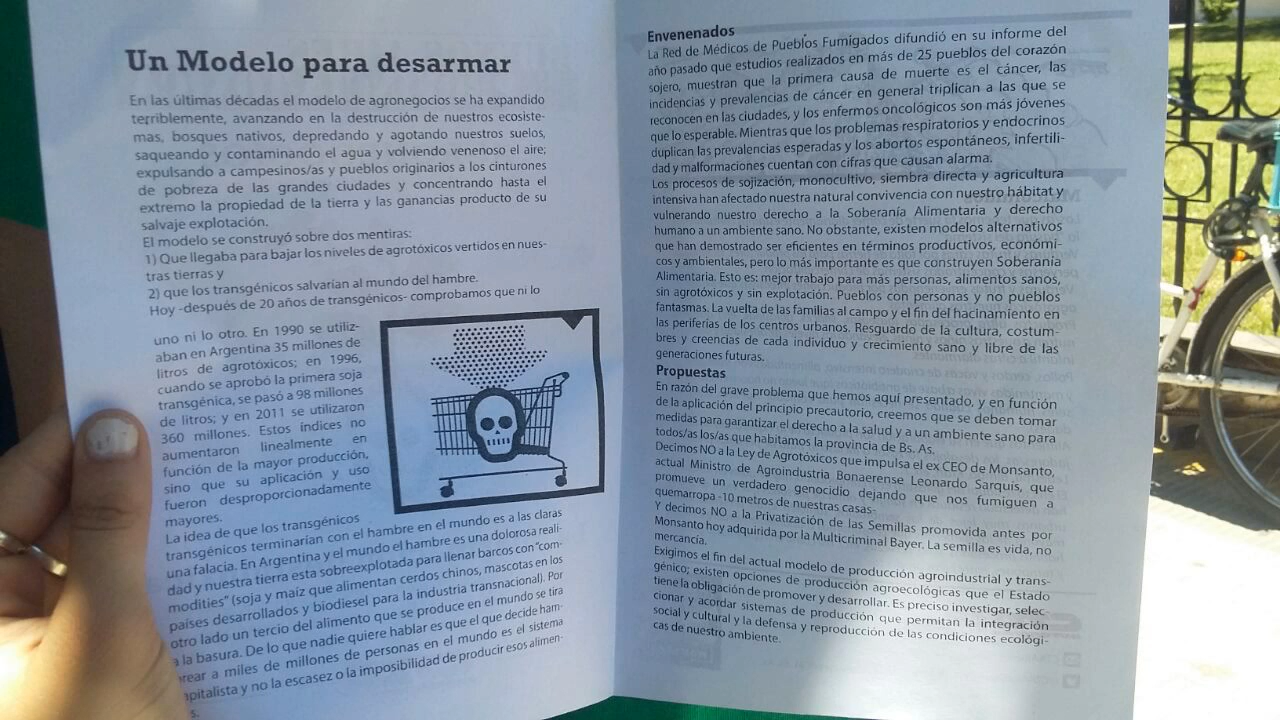 Un Modelo para desarmar
En las últimas décadas el modelo de agronegocios se ha expandido
terriblemente, avanzando en la destrucción de nuestros ecosiste-
mas, bosques nativos, depredando y agotando nuestros suelos,
saqueando y contaminando el agua y volviendo venenoso el aire;
expulsando a campesinos/as y pueblos originarios a los cinturones
de pobreza de las grandes ciudades y concentrando hasta el
extremo la propiedad de la tierra y las ganancias producto de su
salvaje explotación.
El modelo se construyó sobre dos mentiras:
1) Que llegaba para bajar los niveles de agrotóxicos vertidos en nues-
tras tierras y
2) que los transgénicos salvarían al mundo del hambre.
Hoy -después de 20 años de transgénicos- comprobamos que ni lo
uno ni lo otro. En 1990 se utiliz-
aban en Argentina 35 millones de
litros de agrotóxicos; en 1996,
cuando se aprobó la primera soja
transgénica, se pasó a 98 millones
de litros; y en 2011 se utilizaron
360 millones. Estos índices no
aumentaron linealmente en
función de la mayor producción,
sino que su aplicación y uso
fueron desproporcionadamente
mayores.
La idea de que los transgénicos
transgénicos terminarían con el hambre en el mundo es a las claras
una falacia. En Argentina y el mundo el hambre es una dolorosa reali-
dad y nuestra tierra esta sobreexplotada para llenar barcos con "com-
modities" (soja y maíz que alimentan cerdos chinos, mascotas en los
países desarrollados y biodiesel para la industria transnacional). Por
otro lado un tercio del alimento que se produce en el mundo se tira
a la basura. De lo que nadie quiere hablar es que el que decide ham-
rear a miles de millones de personas en el mundo es el sistema
apitalista y no la escasez o la imposibilidad de producir esos alimen-
s.
Envenenados
La Red de Médicos de Pueblos Fumigados difundió en su informe del
año pasado que estudios realizados en más de 25 pueblos del corazón
sojero, muestran que la primera causa de muerte es el cáncer, las
incidencias y prevalencias de cáncer en general triplican a las que se
reconocen en las ciudades, y los enfermos oncológicos son más jóvenes
que lo esperable. Mientras que los problemas respiratorios y endocrinos
duplican las prevalencias esperadas y los abortos espontáneos, infertili-
dad y malformaciones cuentan con cifras que causan alarma.
Los procesos de sojización, monocultivo, siembra directa y agricultura
intensiva han afectado nuestra natural convivencia con nuestro hábitat y
vulnerando nuestro derecho a la Soberanía Alimentaria y derecho
humano a un ambiente sano. No obstante, existen modelos alternativos
que han demostrado ser eficientes en términos productivos, económi-
cos y ambientales, pero lo más importante es que construyen Soberanía
Alimentaria. Esto es: mejor trabajo para más personas, alimentos sanos,
sin agrotóxicos y sin explotación. Pueblos con personas y no pueblos
fantasmas. La vuelta de las familias al campo y el fin del hacinamiento en
las periferias de los centros urbanos. Resguardo de la cultura, costum-
bres y creencias de cada individuo y crecimiento sano y libre de las
generaciones futuras.
Propuestas
En razón del grave problema que hemos aquí presentado, y en función
de la aplicación del principio precautorio, creemos que se deben tomar
medidas para garantizar el derecho a la salud y a un ambiente sano para
todos/as los/as que habitamos la provincia de Bs. As.
Decimos NO a la Ley de Agrotóxicos que impulsa el ex CEO de Monsanto,
actual Ministro de Agroindustria Bonaerense Leonardo Sarquis, que
promueve un verdadero genocidio dejando que nos fumiguen a
quemarropa -10 metros de nuestras casas-
Y decimos NO a la Privatización de las Semillas promovida antes por
Monsanto hoy adquirida por la Multicriminal Bayer. La semilla es vida, no
mercancía.
Exigimos el fin del actual modelo de producción agroindustrial y trans-
génico; existen opciones de producción agroecológicas que el Estado
tiene la obligación de promover y desarrollar. Es preciso investigar, selec-
cionar y acordar sistemas de producción que permitan la integración
social y cultural y la defensa y reproducción de las condiciones ecológi-
cas de nuestro ambiente.